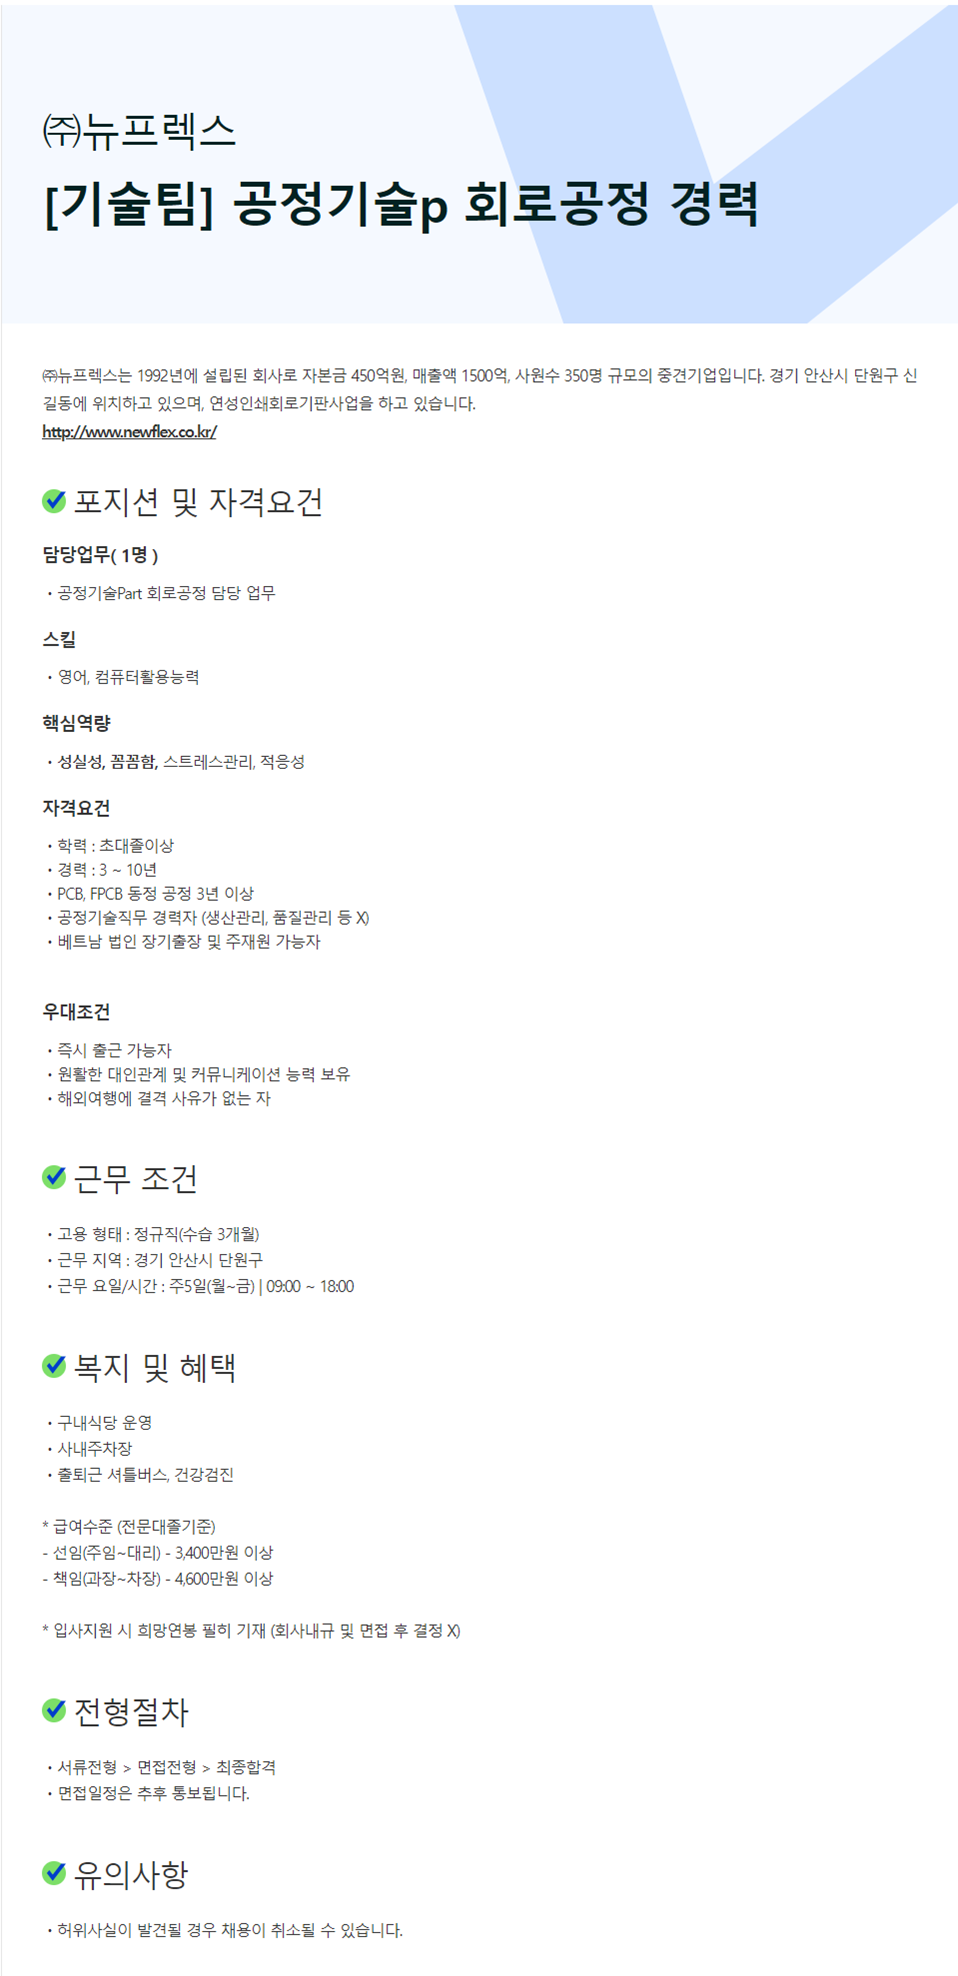 ㈜뉴프렉스
[기술팀] 공정기술p 회로공정 경력
㈜뉴프렉스는 1992년에 설립된 회사로 자본금 450억원, 매출액 1500억, 사원수 350명 규모의 중견기업입니다. 경기 안산시 단원구 신
길동에 위치하고 있으며, 연성인쇄회로기판사업을 하고 있습니다.
http://www.newflex.co.kr/
포지션 및 자격요건
담당업무( 1명 )
ㆍ공정기술Part 회로공정 담당 업무
스킬
ㆍ영어, 컴퓨터활용능력
핵심역량
ㆍ성실성, 꼼꼼함, 스트레스관리, 적응성
자격요건
ㆍ학력 : 초대졸이상
ㆍ경력 : 3 ~ 10년
ㆍPCB, FPCB 동정 공정 3년 이상
ㆍ공정기술직무 경력자 (생산관리, 품질관리 등 X)
ㆍ베트남 법인 장기출장 및 주재원 가능자
우대조건
ㆍ즉시 출근 가능자
ㆍ원활한 대인관계 및 커뮤니케이션 능력 보유
ㆍ해외여행에 결격 사유가 없는 자
근무 조건
ㆍ고용 형태 : 정규직(수습 3개월)
ㆍ근무 지역 : 경기 안산시 단원구
ㆍ근무 요일/시간 : 주5일(월~금) | 09:00 ~ 18:00
복지 및 혜택
ㆍ구내식당 운영
ㆍ사내주차장
ㆍ출퇴근 셔틀버스, 건강검진
* 급여수준 (전문대졸기준)
- 선임(주임~대리) - 3,400만원 이상
- 책임(과장~차장) - 4,600만원 이상
* 입사지원 시 희망연봉 필히 기재 (회사내규 및 면접 후 결정 X)
전형절차
ㆍ서류전형 > 면접전형 > 최종합격
ㆍ면접일정은 추후 통보됩니다.
유의사항
ㆍ허위사실이 발견될 경우 채용이 취소될 수 있습니다.